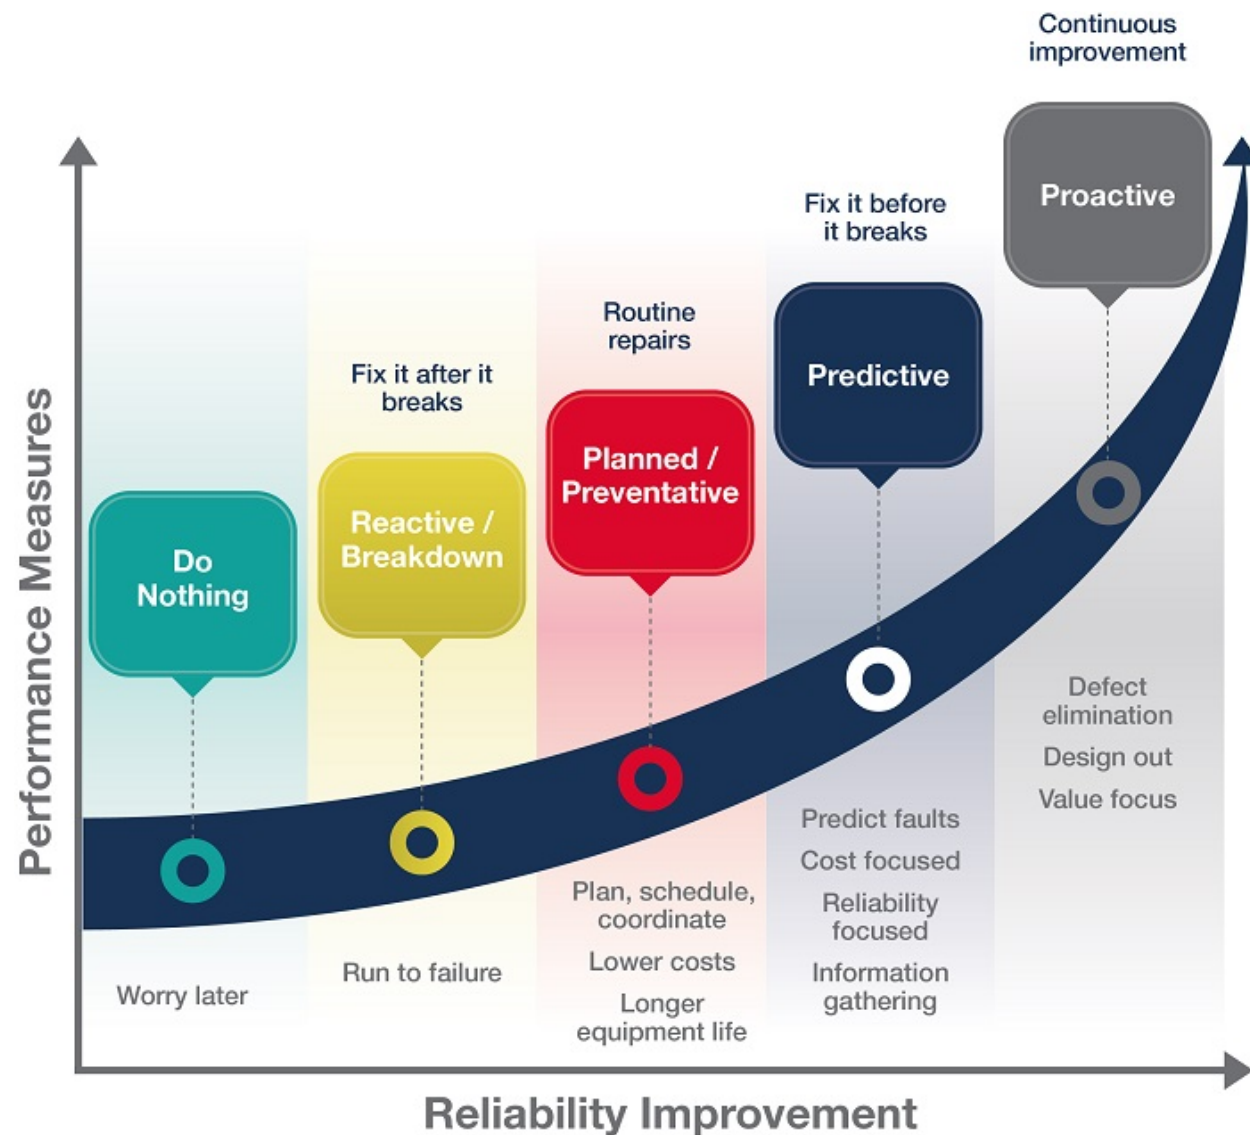 Continuous
improvement
Proactive
Fix it before
it breaks
Predictive
Routine
repairs
Planned /
Preventative
Fix it after it
breaks
Reactive /
Breakdown
Do
Nothing
Performance Measures
Worry later
Run to failure
Plan, schedule,
coordinate
Lower costs
Longer
equipment life
Predict faults
Cost focused
Reliability
focused
Information
gathering
Defect
elimination
Design out
Value focus
Reliability Improvement